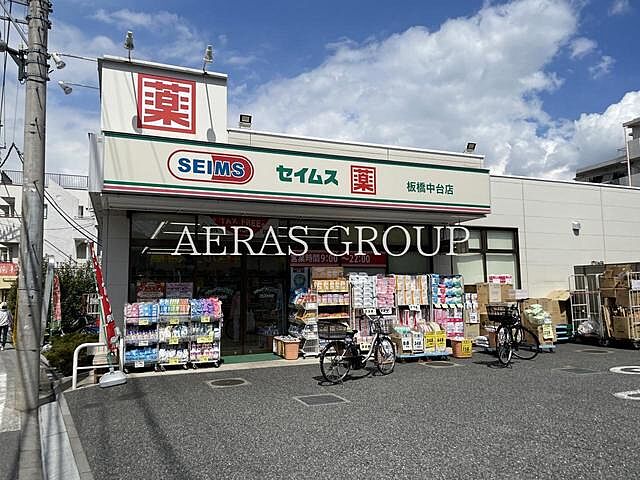 薬
SEIMS
セイムス
薬
板橋中台店
TAX FREE
営業時間 9:00〜22:00
AERAS GROUP